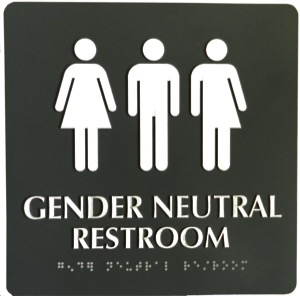 GENDER NEUTRAL
RESTROOM
⠛⠑⠝⠙⠻ ⠝⠑⠥⠞⠗⠁⠇ ⠗⠑⠌⠗⠕⠕⠍